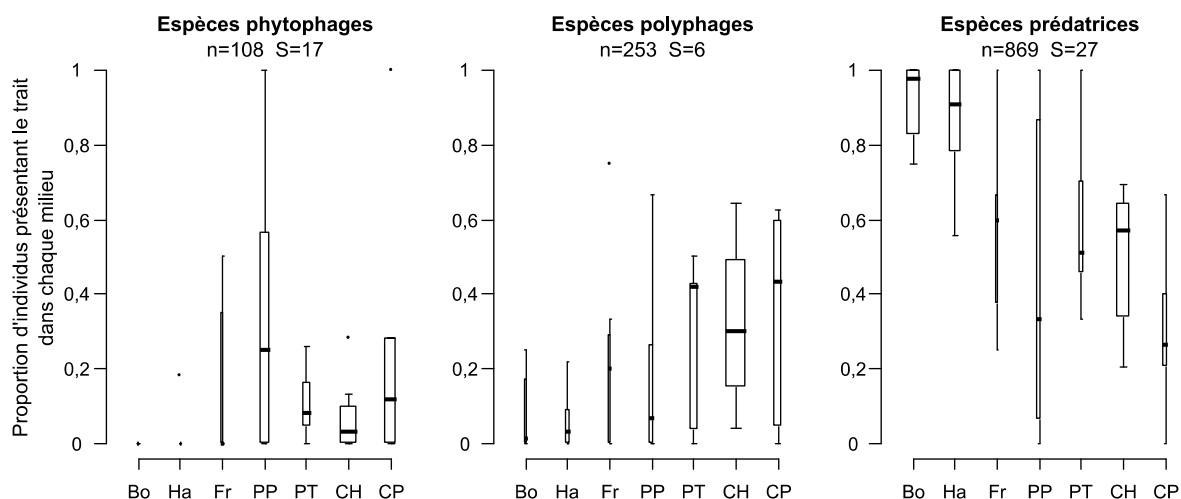 Espèces phytophages
n=108 S=17
Espèces polyphages
n=253 S=6
Espèces prédatrices
n=869 S=27
Proportion d'individus présentant le trait
dans chaque milieu
1
0,8
0,6
0,4
0,2
0
Bo Ha Fr PP PT CH CP
1
0,8
0,6
0,4
0,2
0
Bo Ha Fr PP PT CH CP
1
0,8
0,6
0,4
0,2
0
Bo Ha Fr PP PT CH CP